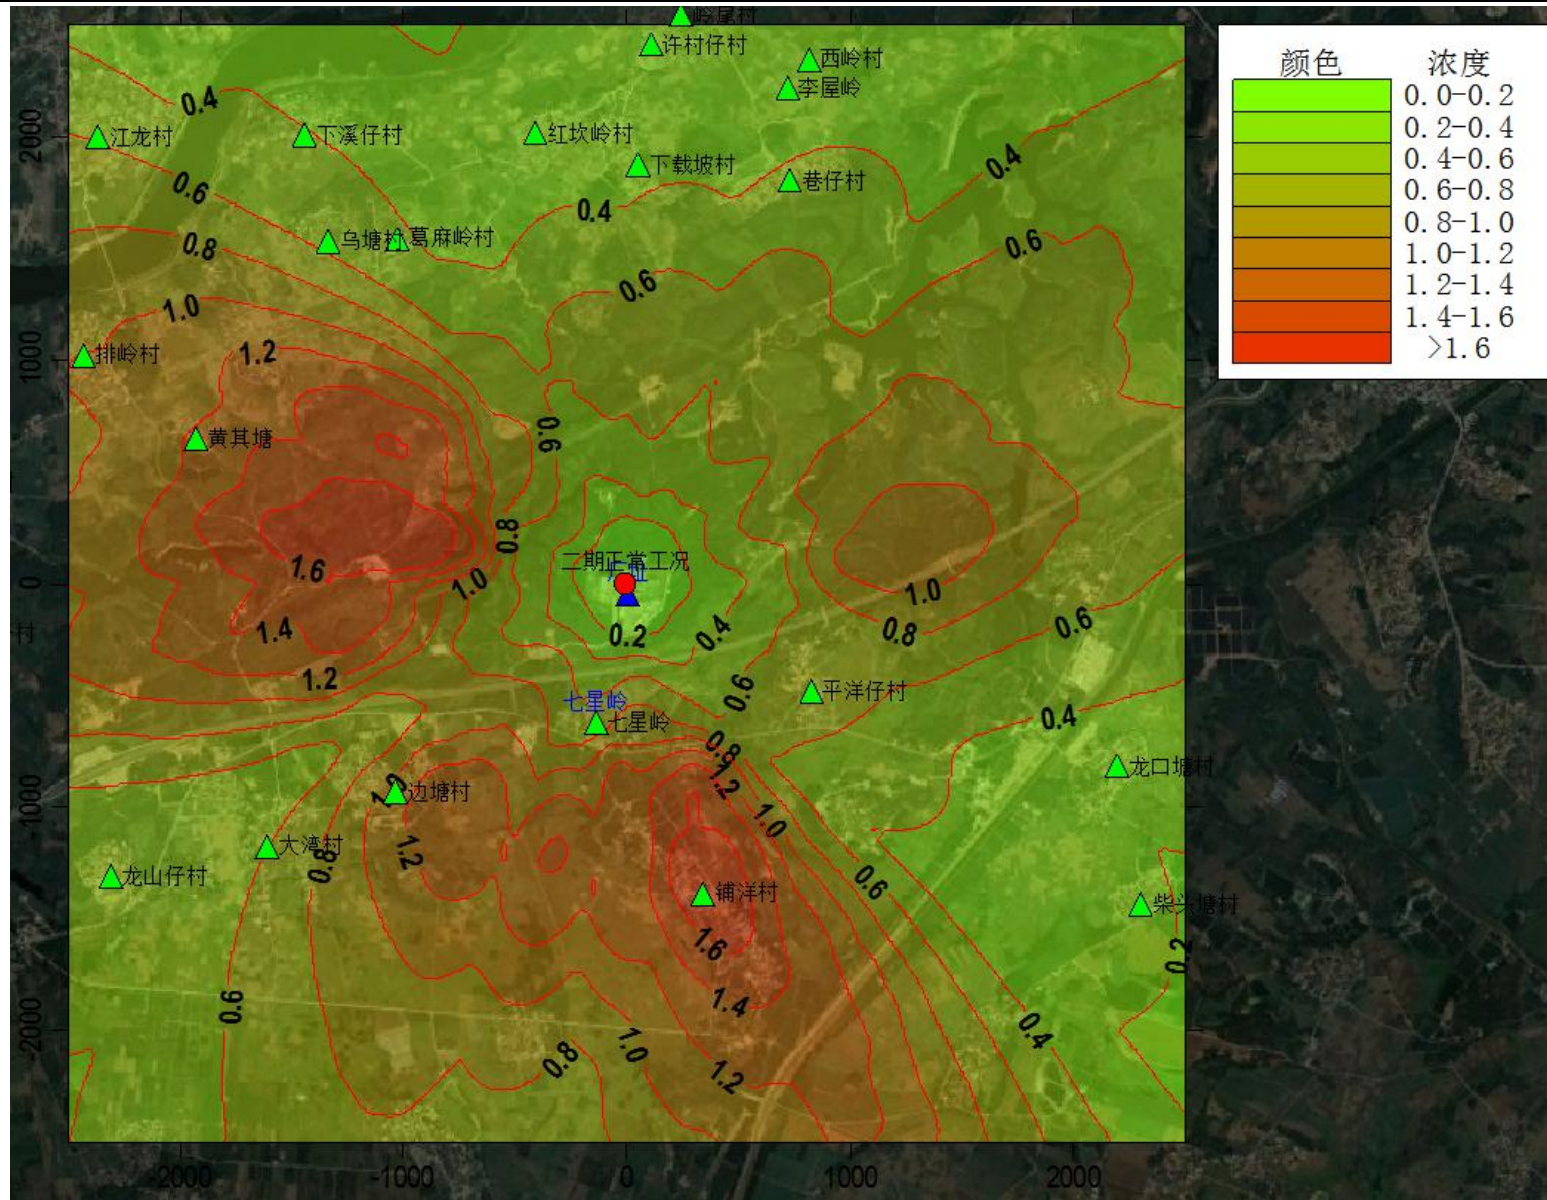 岭尾村
许村仔村
西岭村
李屋岭
颜色 浓度
0.0-0.2
0.2-0.4
0.4-0.6
0.6-0.8
0.8-1.0
1.0-1.2
1.2-1.4
1.4-1.6
>1.6
0.4
2000
江龙村
下溪仔村
红坎岭村
下载坡村
巷仔村
0.4
0.6
0.4
乌塘村
葛麻岭村
0.8
0.6
0.6
1.0
1000
排岭村
1.2
黄其塘
0.6
0.8
二期正常工况
厂址
0
1.6
1.0
1.0
村
1.4
0.2
0.4
0.8
0.6
1.2
0.6
平洋仔村
七星岭
七星岭
0.4
0.8
龙口塘村
1.2
-1000
1.0
边塘村
1.0
大湾村
1.2
0.8
龙山仔村
0.6
铺洋村
柴头塘村
1.6
0.2
0.6
1.4
-2000
0.4
1.0
0.8
1.2
-2000
-1000
0
1000
2000